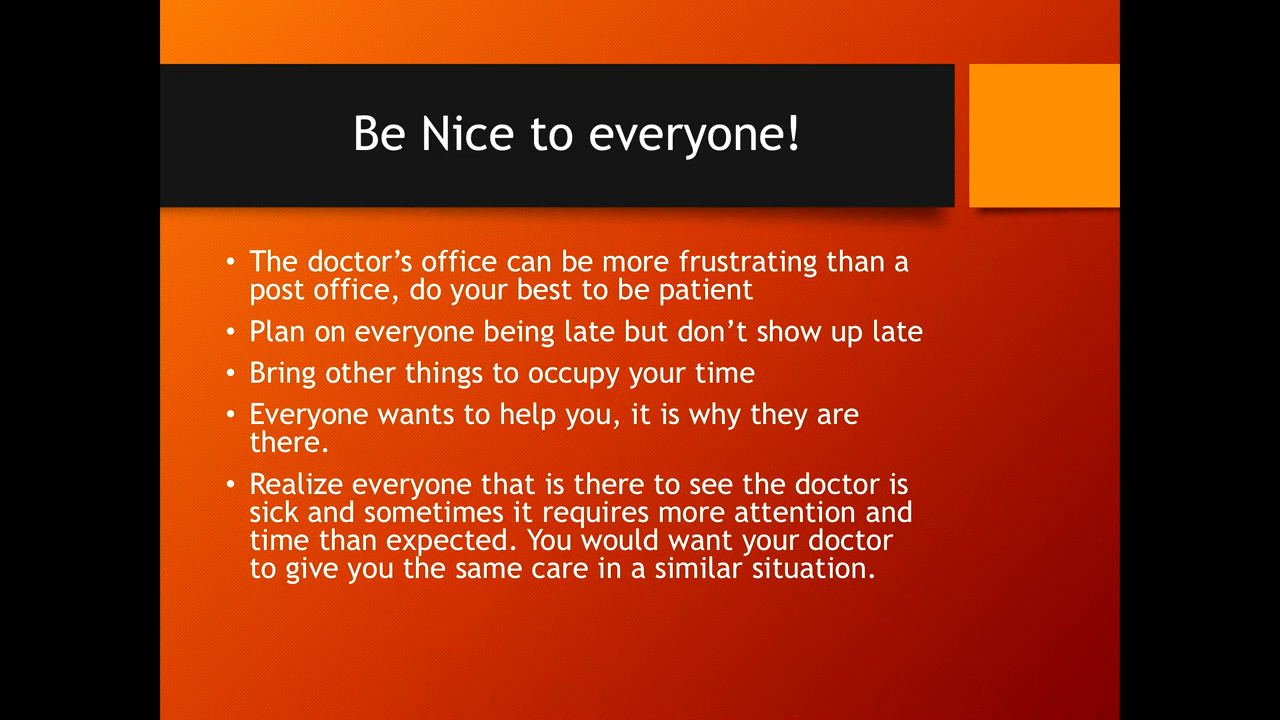 Be Nice to everyone!
• The doctor’s office can be more frustrating than a
post office, do your best to be patient
• Plan on everyone being late but don’t show up late
• Bring other things to occupy your time
• Everyone wants to help you, it is why they are
there.
• Realize everyone that is there to see the doctor is
sick and sometimes it requires more attention and
time than expected. You would want your doctor
to give you the same care in a similar situation.